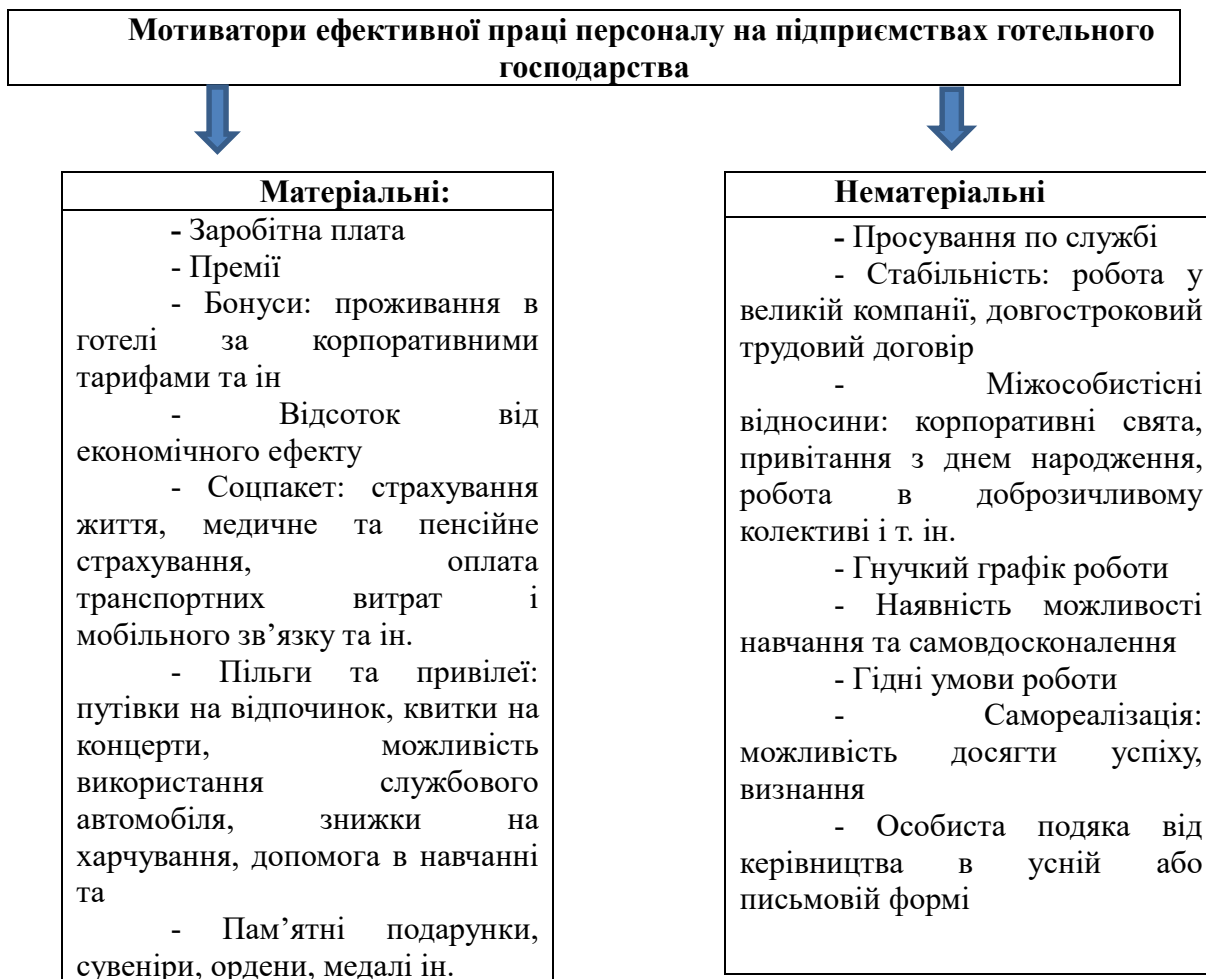 Мотиватори ефективної праці персоналу на підприємствах готельного
господарства
Матеріальні:
- Заробітна плата
- Премії
- Бонуси: проживання в
готелі за корпоративними
тарифами та ін
- Відсоток від
економічного ефекту
- Соцпакет: страхування
життя, медичне та пенсійне
страхування, оплата
транспортних витрат і
мобільного зв’язку та ін.
- Пільги та привілеї:
путівки на відпочинок, квитки на
концерти, можливість
використання службового
автомобіля, знижки на
харчування, допомога в навчанні
та
- Пам’ятні подарунки,
сувеніри, ордени, медалі ін.
Нематеріальні
- Просування по службі
- Стабільність: робота у
великій компанії, довгостроковий
трудовий договір
- Міжособистісні
відносини: корпоративні свята,
привітання з днем народження,
робота в доброзичливому
колективі і т. ін.
- Гнучкий графік роботи
- Наявність можливості
навчання та самовдосконалення
- Гідні умови роботи
- Самореалізація:
можливість досягти успіху,
визнання
- Особиста подяка від
керівництва в усній або
письмовій формі